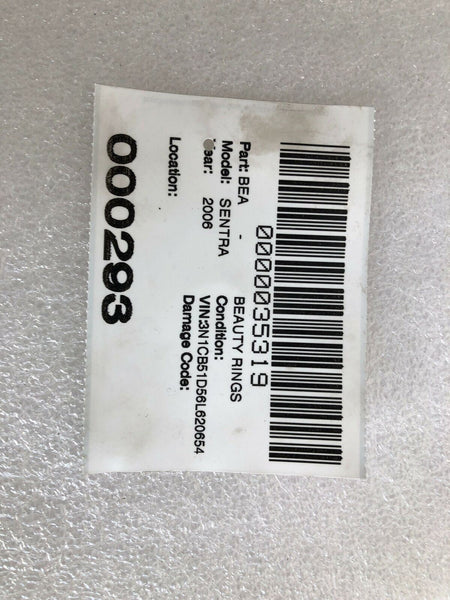 0000035319
Part: BEA - BEAUTY RINGS
Model: SENTRA Condition:
Year: 2006 VIN:3N1CB51D56L620654
Damage Code:
Location:
000293